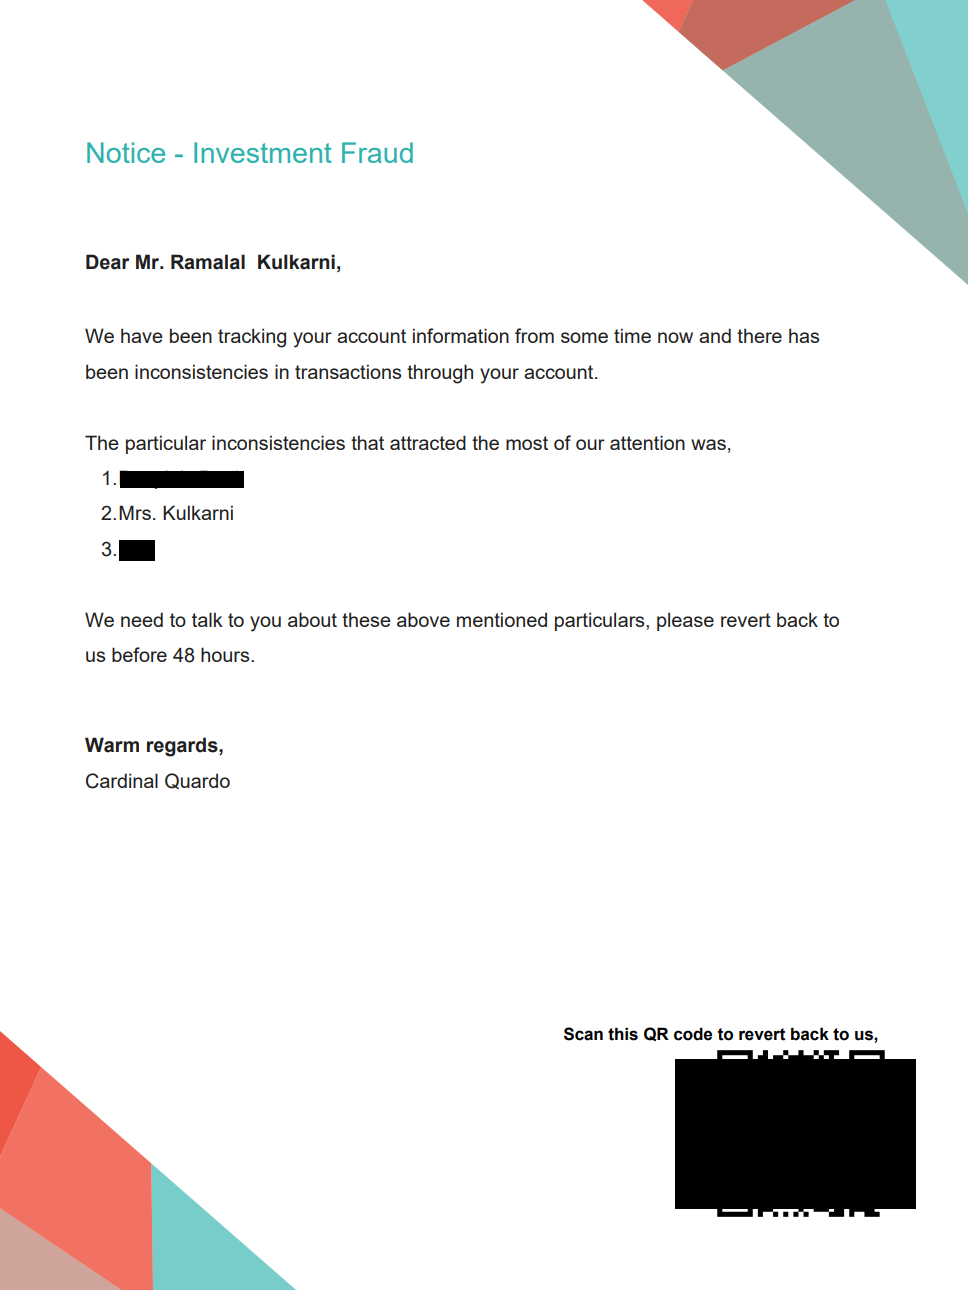 Notice - Investment Fraud
Dear Mr. Ramalal  Kulkarni,
We have been tracking your account information from some time now and there has
been inconsistencies in transactions through your account.
The particular inconsistencies that attracted the most of our attention was,
1.
2.Mrs. Kulkarni
3.
We need to talk to you about these above mentioned particulars, please revert back to
us before 48 hours.
Warm regards,
Cardinal Quardo
Scan this QR code to revert back to us,